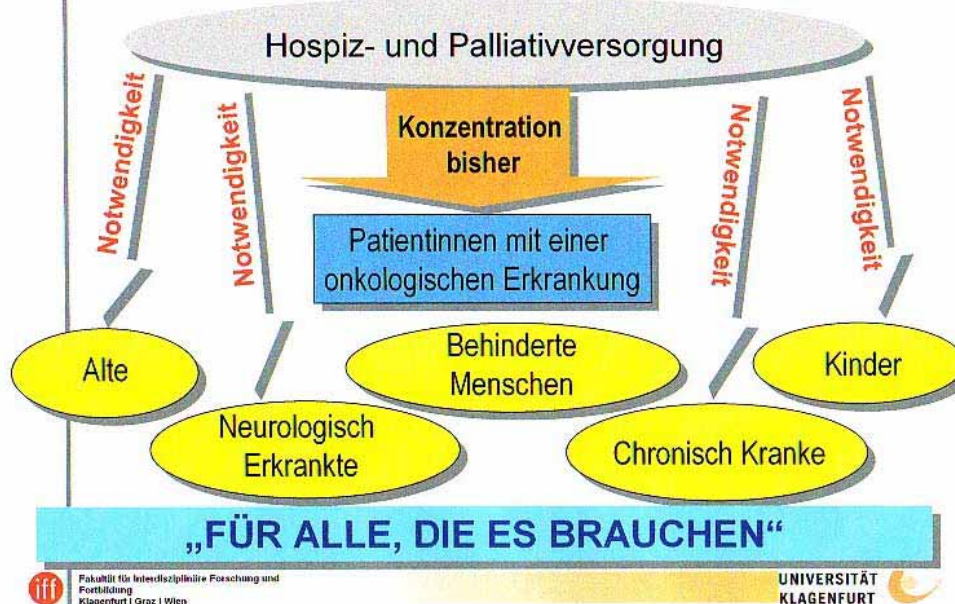 Hospiz- und Palliativversorgung
Notwendigkeit
Notwendigkeit
Konzentration
bisher
Notwendigkeit
Notwendigkeit
Patientinnen mit einer
onkologischen Erkrankung
Alte
Neurologisch
Erkrankte
Behinderte
Menschen
Chronisch Kranke
Kinder
„FÜR ALLE, DIE ES BRAUCHEN“
iff
Fakultät für Interdisziplinäre Forschung und
Fortbildung
Klagenfurt | Graz | Wien
UNIVERSITÄT
KLAGENFURT